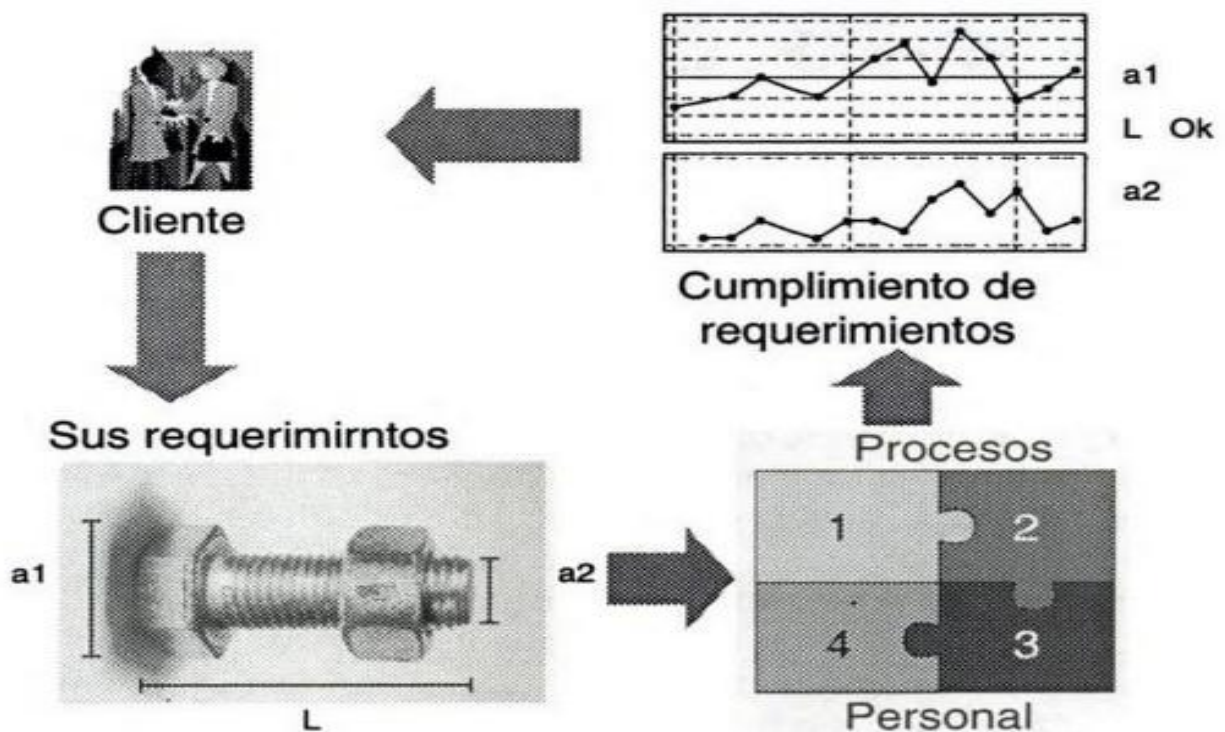 Cliente
a1
L Ok
a2
Cumplimiento de
requerimientos
Sus requerimirntos
a1
a2
L
Procesos
1
2
4
3
Personal